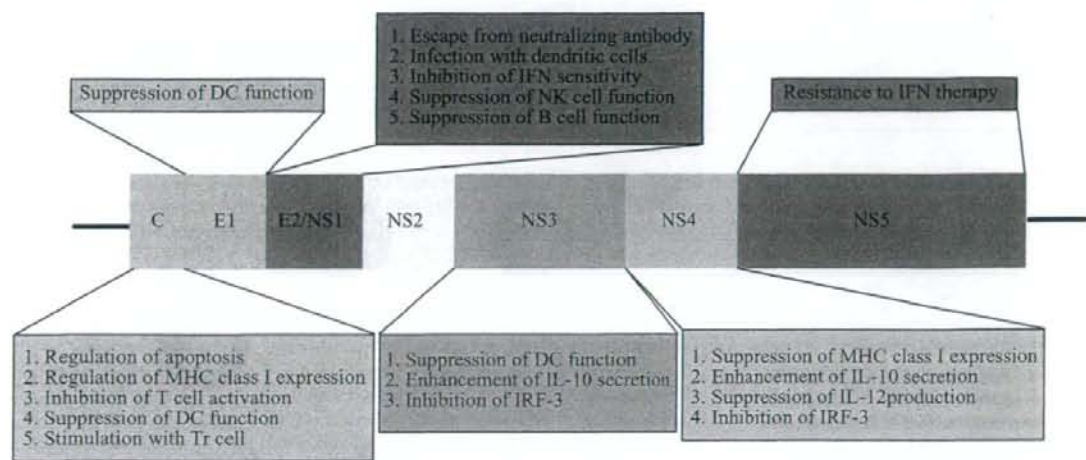 1. Escape from neutralizing antibody
2. Infection with dendritic cells
3. Inhibition of IFN sensitivity
4. Suppression of NK cell function
5. Suppression of B cell function
Suppression of DC function
Resistance to IFN therapy
C E1 E2/NS1 NS2 NS3 NS4 NS5
1. Regulation of apoptosis
2. Regulation of MHC class I expression
3. Inhibition of T cell activation
4. Suppression of DC function
5. Stimulation with Tr cell
1. Suppression of DC function
2. Enhancement of IL-10 secretion
3. Inhibition of IRF-3
1. Suppression of MHC class I expression
2. Enhancement of IL-10 secretion
3. Suppression of IL-12production
4. Inhibition of IRF-3